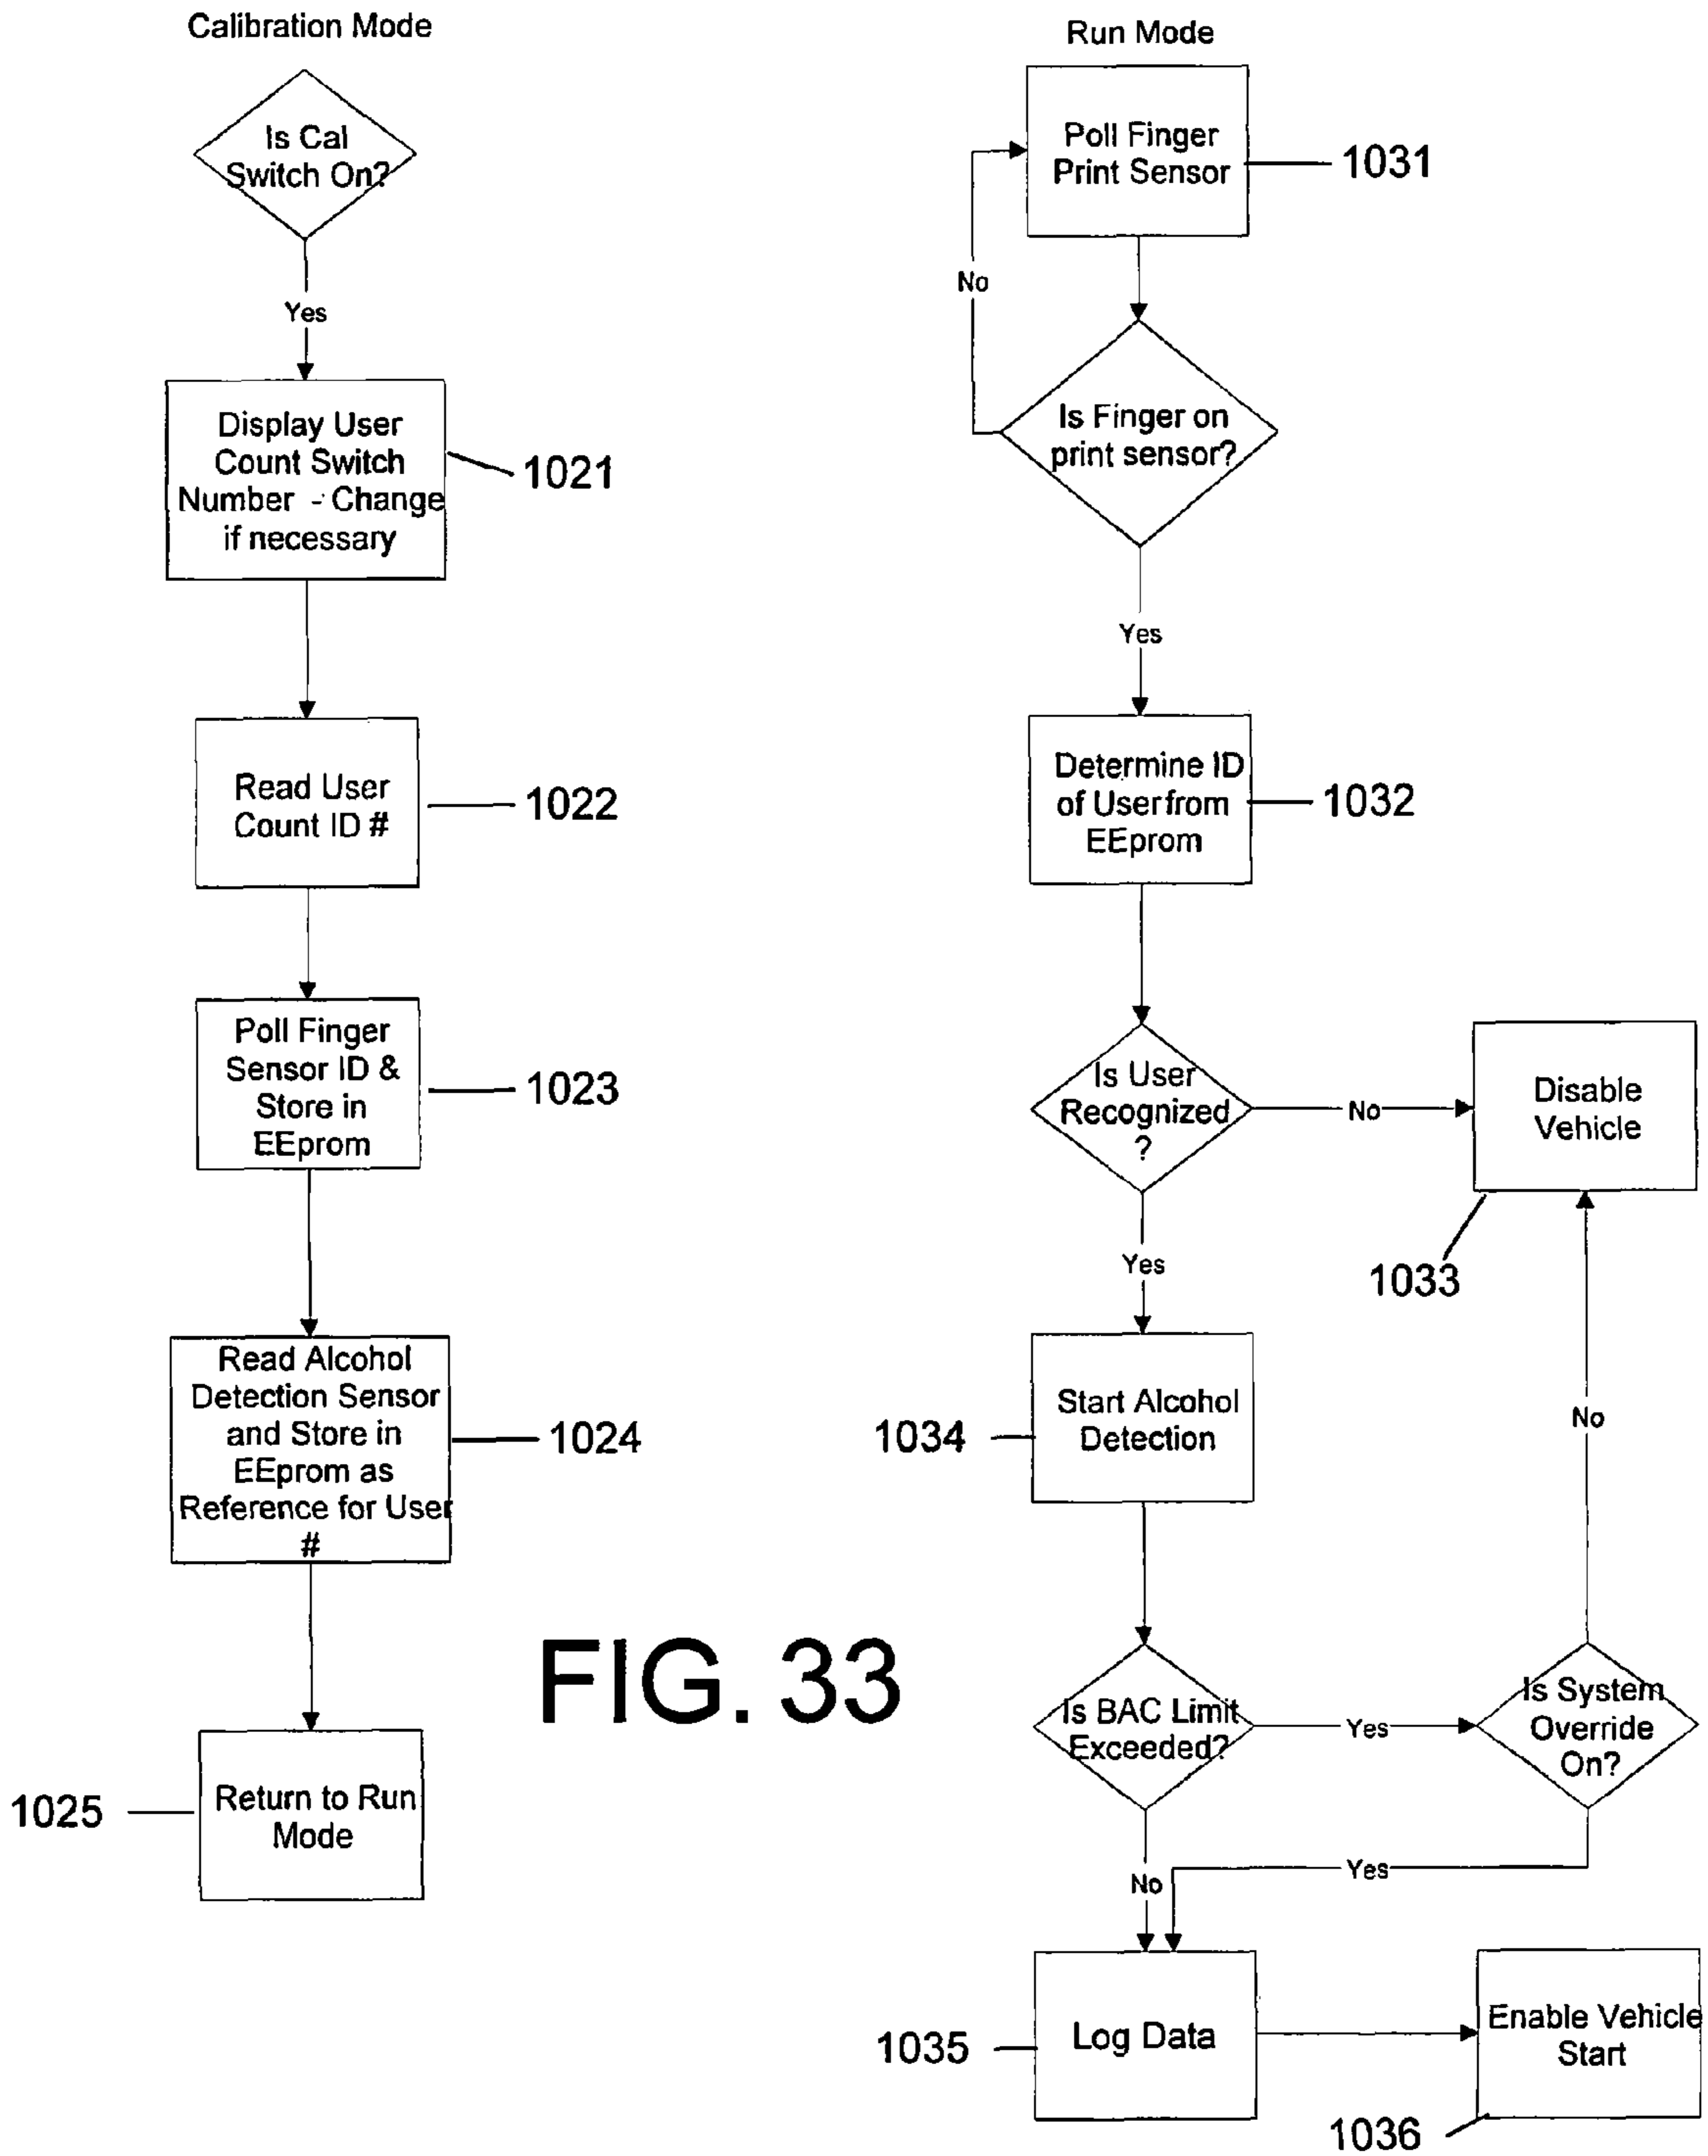 Calibration Mode
Is Cal
Switch On?
Yes
Display User
Count Switch
Number - Change
if necessary
1021
Read User
Count ID #
1022
Poll Finger
Sensor ID &
Store in
EEprom
1023
Read Alcohol
Detection Sensor
and Store in
EEprom as
Reference for User
#
1024
Return to Run
Mode
1025
FIG. 33
Run Mode
Poll Finger
Print Sensor
1031
No
Is Finger on
print sensor?
Yes
Determine ID
of User from
EEprom
1032
Is User
Recognized
?
No
Disable
Vehicle
1033
Yes
Start Alcohol
Detection
1034
No
Is BAC Limit
Exceeded?
Yes
Is System
Override
On?
Yes
No
Log Data
1035
Enable Vehicle
Start
1036